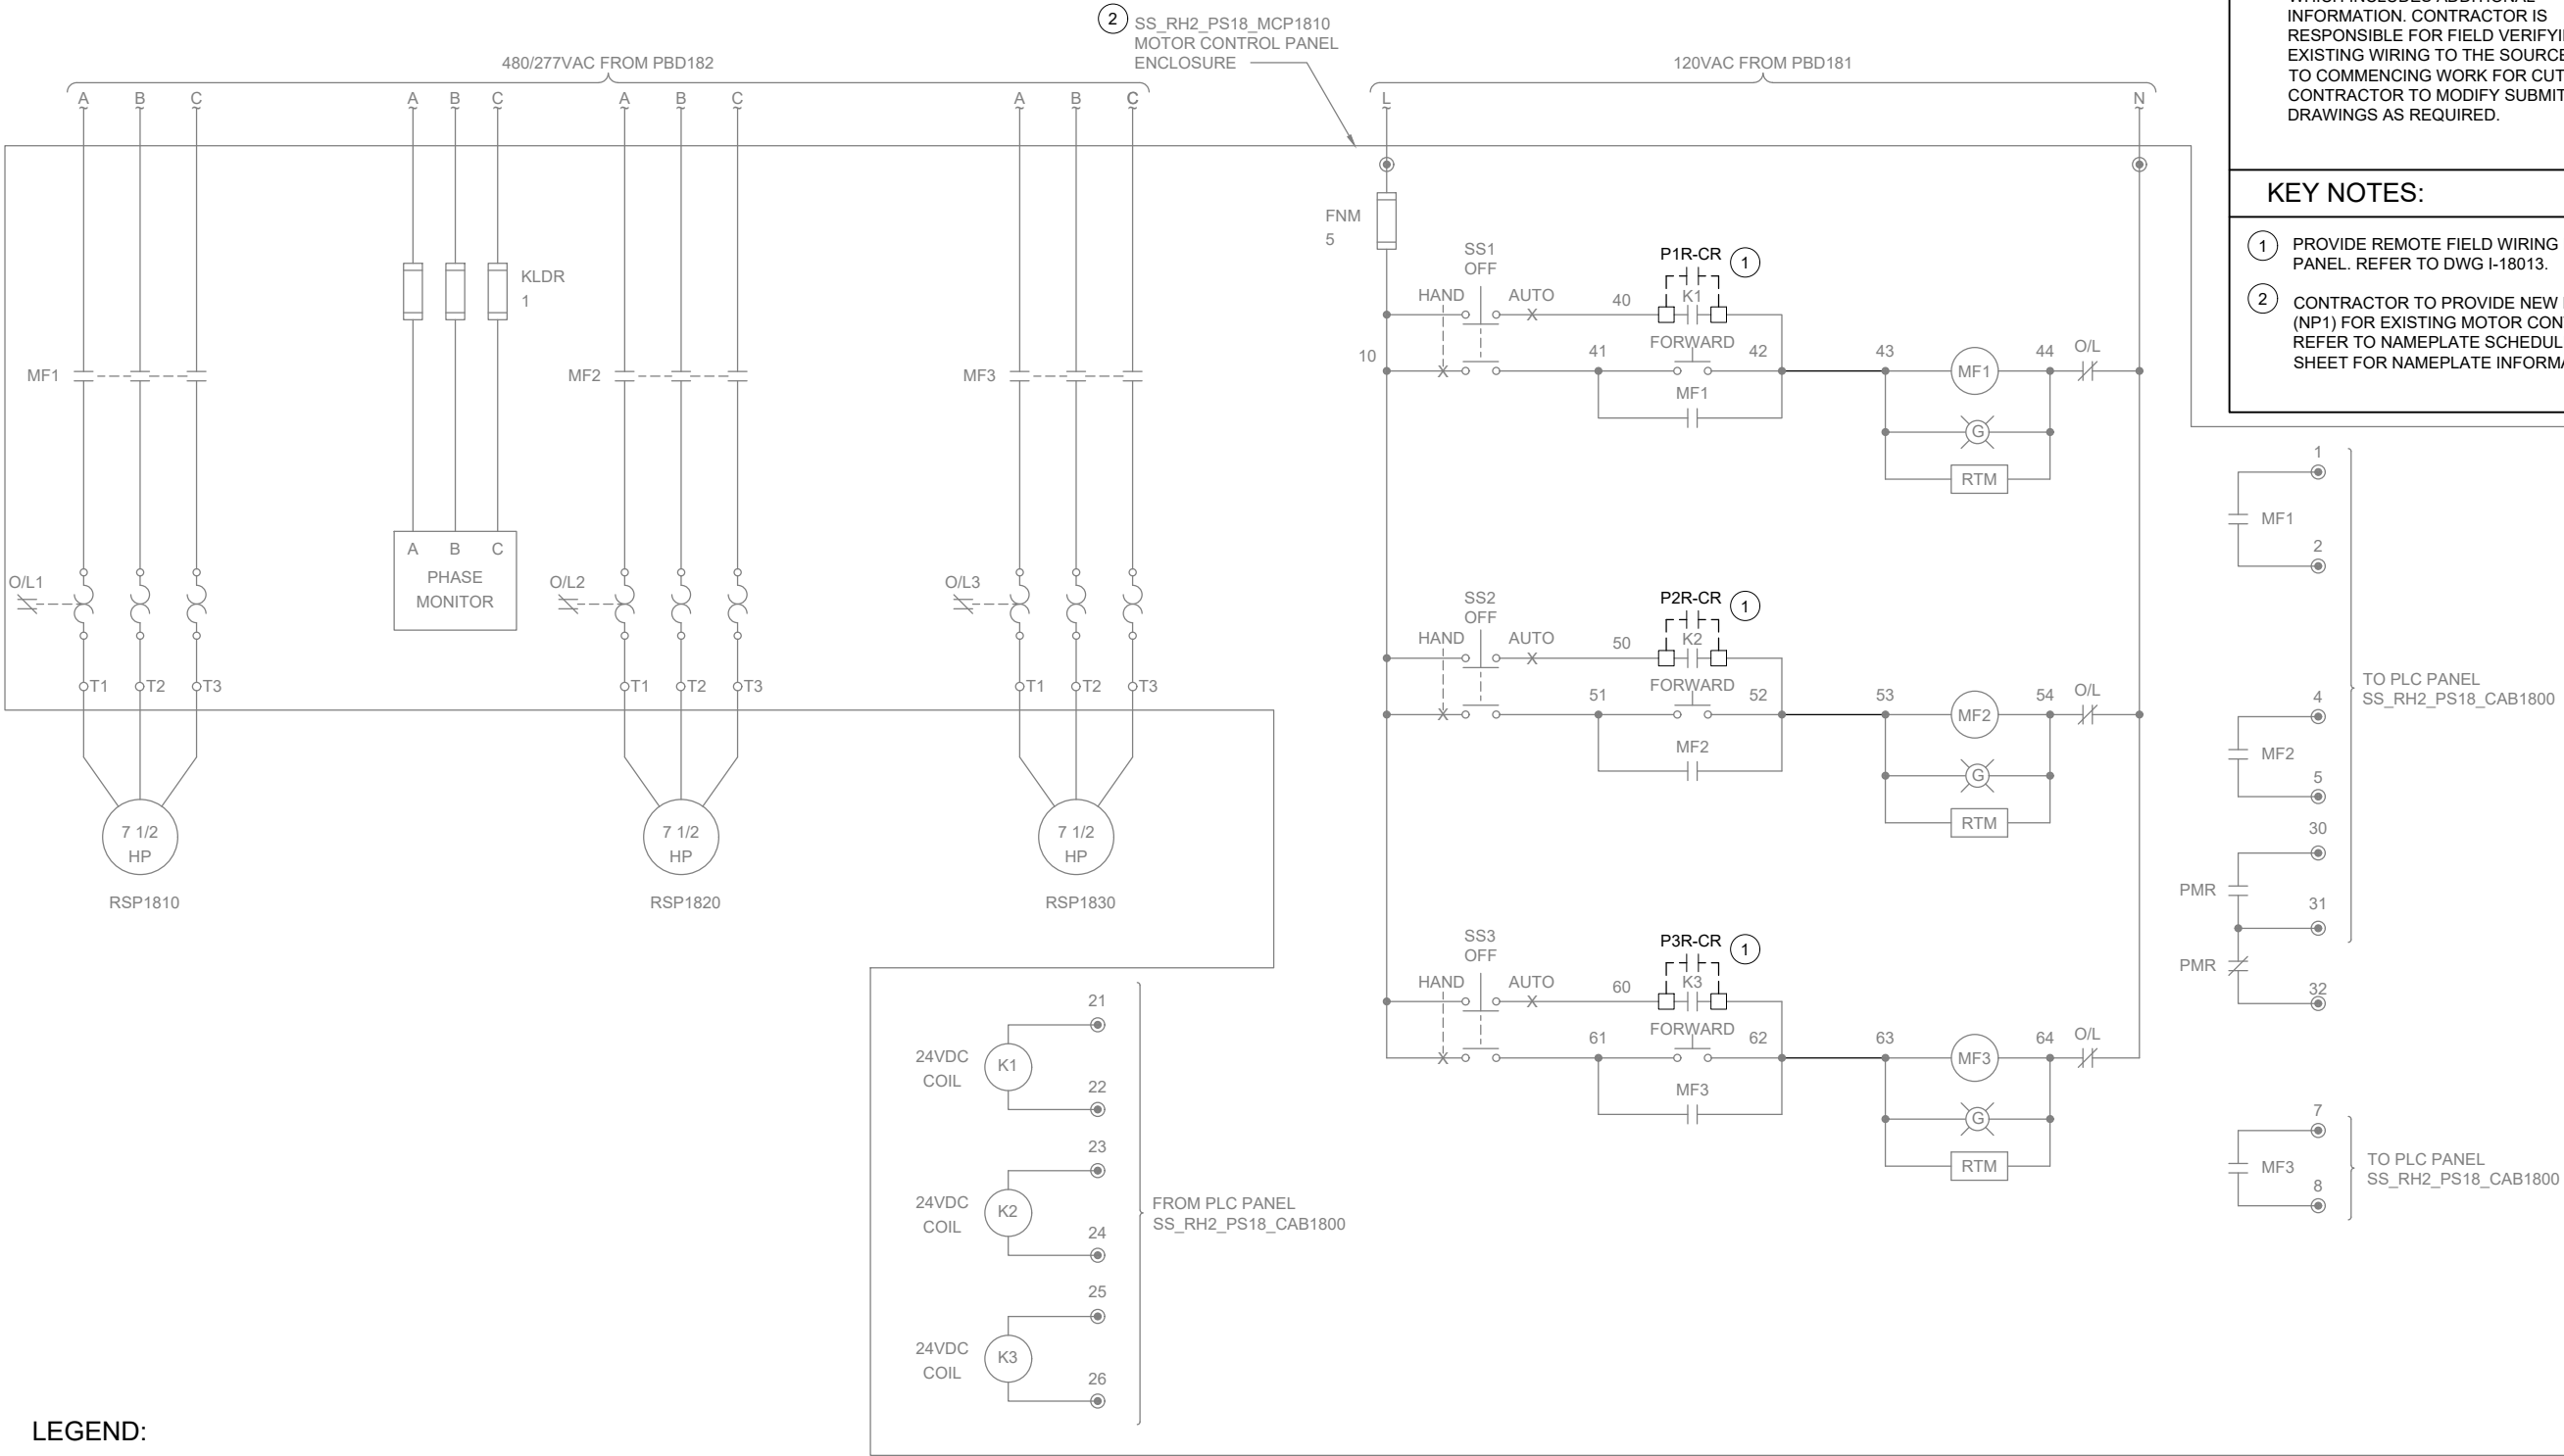 2
SS_RH2_PS18_MCP1810
MOTOR CONTROL PANEL
ENCLOSURE
480/277VAC FROM PBD182
120VAC FROM PBD181
A B C
A B C
A B C
A B C
L
N
INFORMATION. CONTRACTOR IS
RESPONSIBLE FOR FIELD
EXISTING WIRING TO THE
TO COMMENCING WORK FOR
CONTRACTOR TO MODIFY
DRAWINGS AS REQUIRED.
KEY NOTES:
1 PROVIDE REMOTE FIELD WIRING
PANEL. REFER TO DWG I-18013.
2 CONTRACTOR TO PROVIDE NEW
(NP1) FOR EXISTING MOTOR
REFER TO NAMEPLATE
SHEET FOR NAMEPLATE
KLDR
1
MF1
MF2
MF3
A B C
PHASE
MONITOR
O/L1
O/L2
O/L3
T1 T2 T3
T1 T2 T3
T1 T2 T3
7 1/2
HP
7 1/2
HP
7 1/2
HP
RSP1810
RSP1820
RSP1830
FNM
5
10
SS1
OFF
HAND AUTO
40
P1R-CR
1
K1
FORWARD
41
42
43
MF1
44
O/L
MF1
G
RTM
SS2
OFF
HAND AUTO
50
P2R-CR
1
K2
FORWARD
51
52
53
MF2
54
O/L
MF2
G
RTM
SS3
OFF
HAND AUTO
60
P3R-CR
1
K3
FORWARD
61
62
63
MF3
64
O/L
MF3
G
RTM
1
MF1
2
4
MF2
5
30
PMR
31
PMR
32
TO PLC PANEL
SS_RH2_PS18_CAB1800
7
MF3
8
TO PLC PANEL
SS_RH2_PS18_CAB1800
21
24VDC
COIL
K1
22
23
24VDC
COIL
K2
24
25
24VDC
COIL
K3
26
FROM PLC PANEL
SS_RH2_PS18_CAB1800
LEGEND: